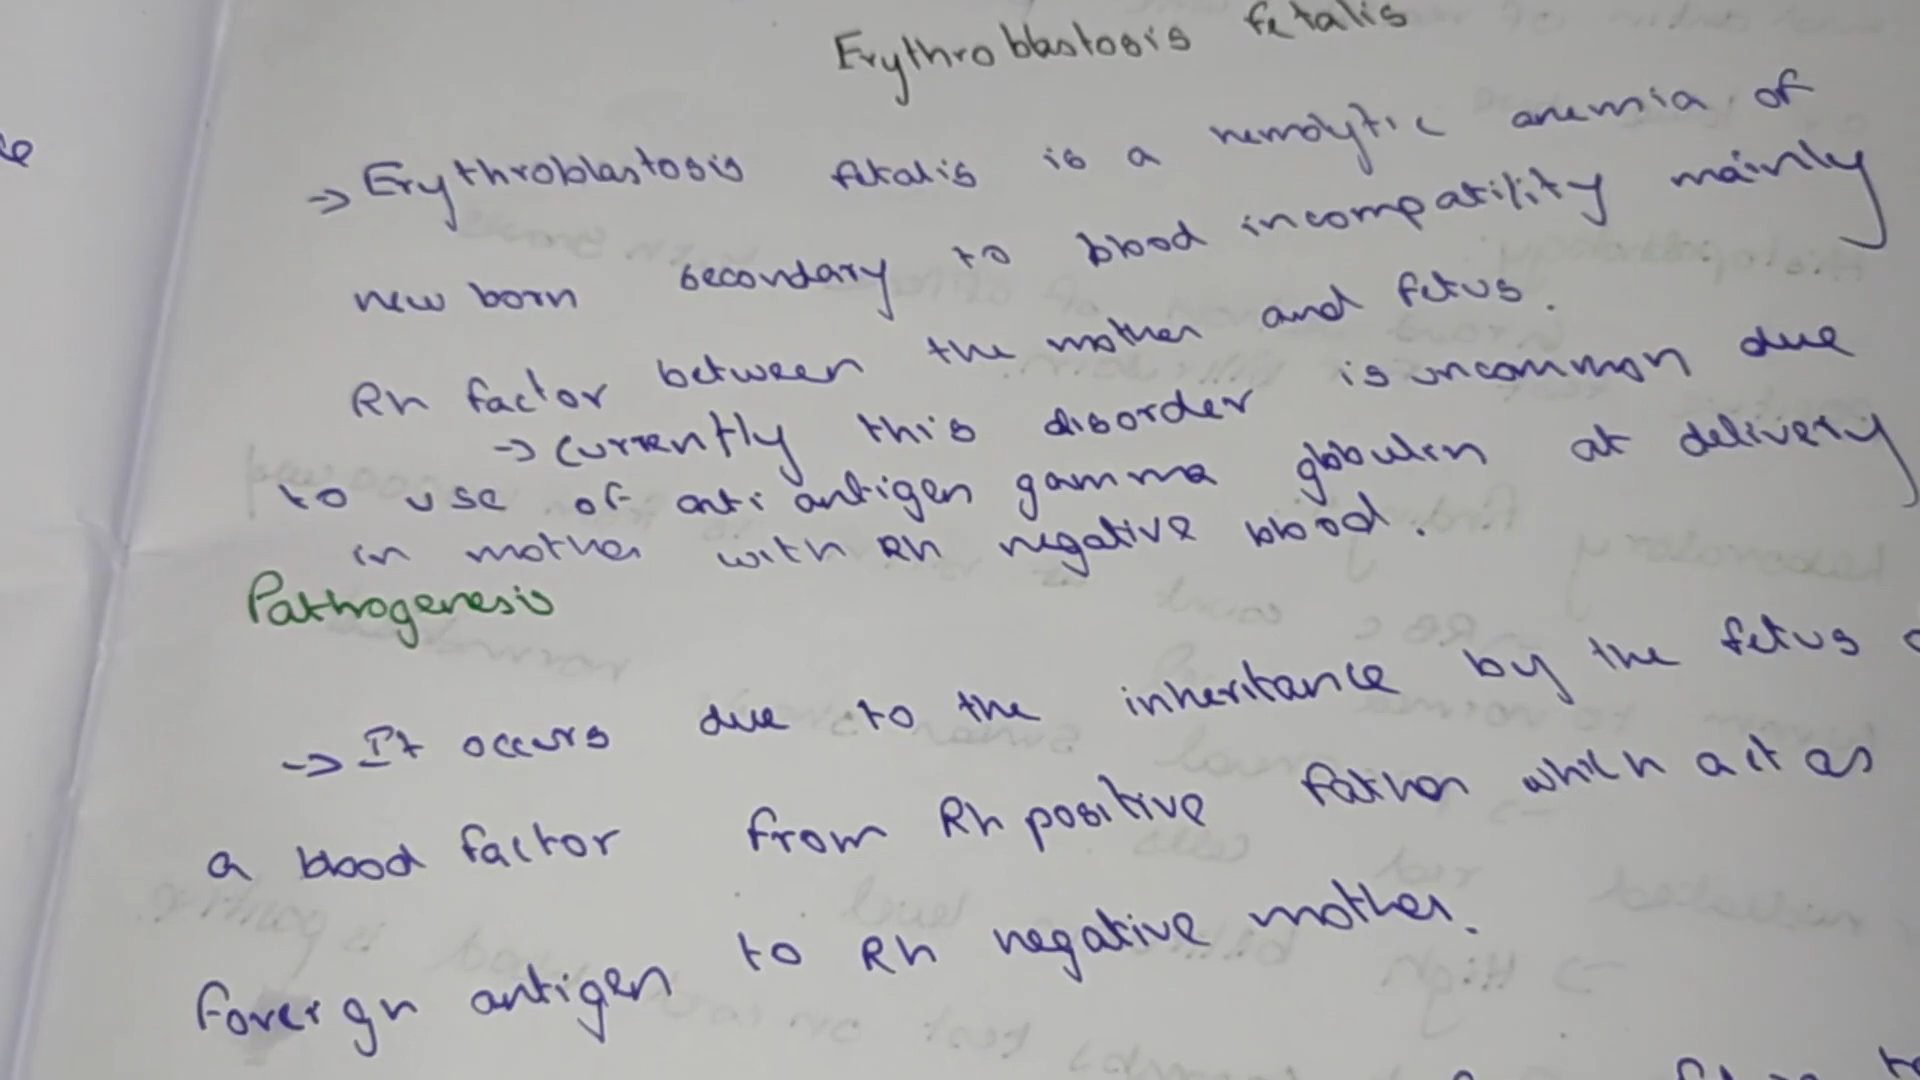 Erythroblastosis fetalis
→ Erythroblastosis fetalis is a hemolytic anemia of
new born secondary to blood incompatility mainly
Rh factor between the mother and fetus.
→ Currently this disorder is uncommon due
to use of anti antigen gamma globulin at delivery
in mother with Rh negative blood.
Pathogenesis
→ It occurs due to the inheritance by the fetus
a blood factor from Rh positive father which act as
foreign antigen to Rh negative mother.